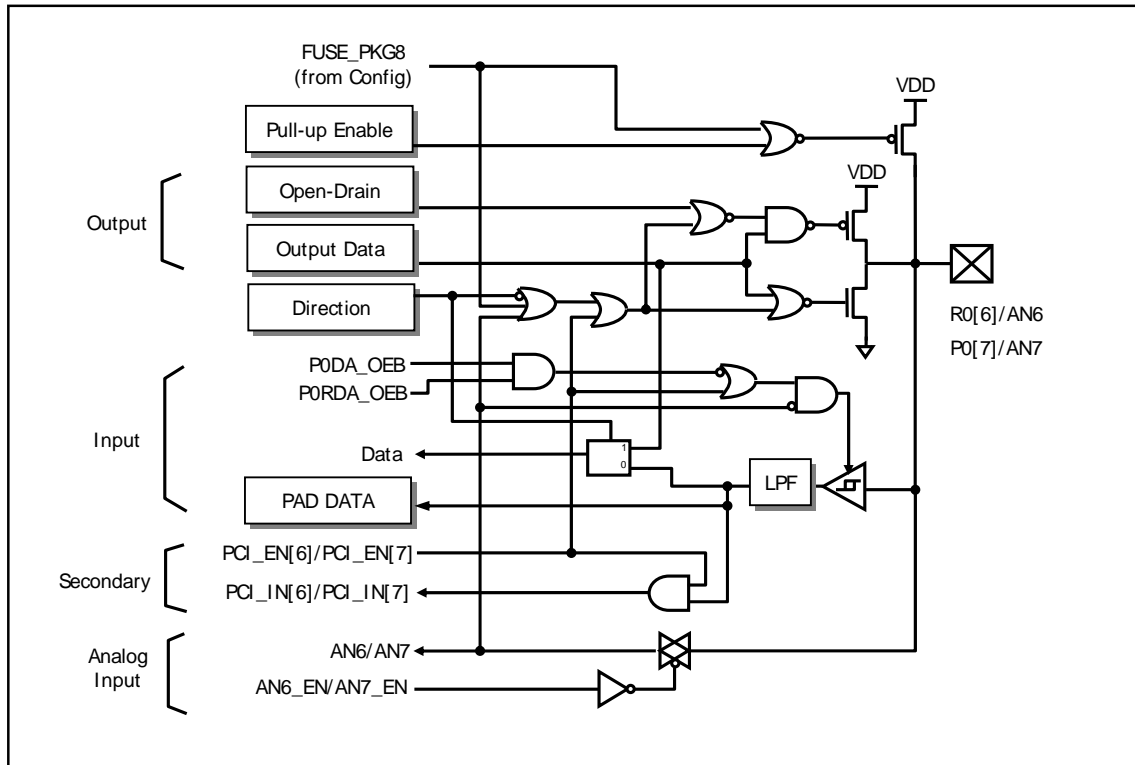 FUSE_PKG8
(from Config)
VDD
Pull-up Enable
VDD
Open-Drain
Output
Output Data
Direction
R0[6]/AN6
P0[7]/AN7
P0DA_OEB
P0RDA_OEB
Input
Data
1
0
LPF
PAD DATA
PCI_EN[6]/PCI_EN[7]
Secondary
PCI_IN[6]/PCI_IN[7]
Analog
Input
AN6/AN7
AN6_EN/AN7_EN